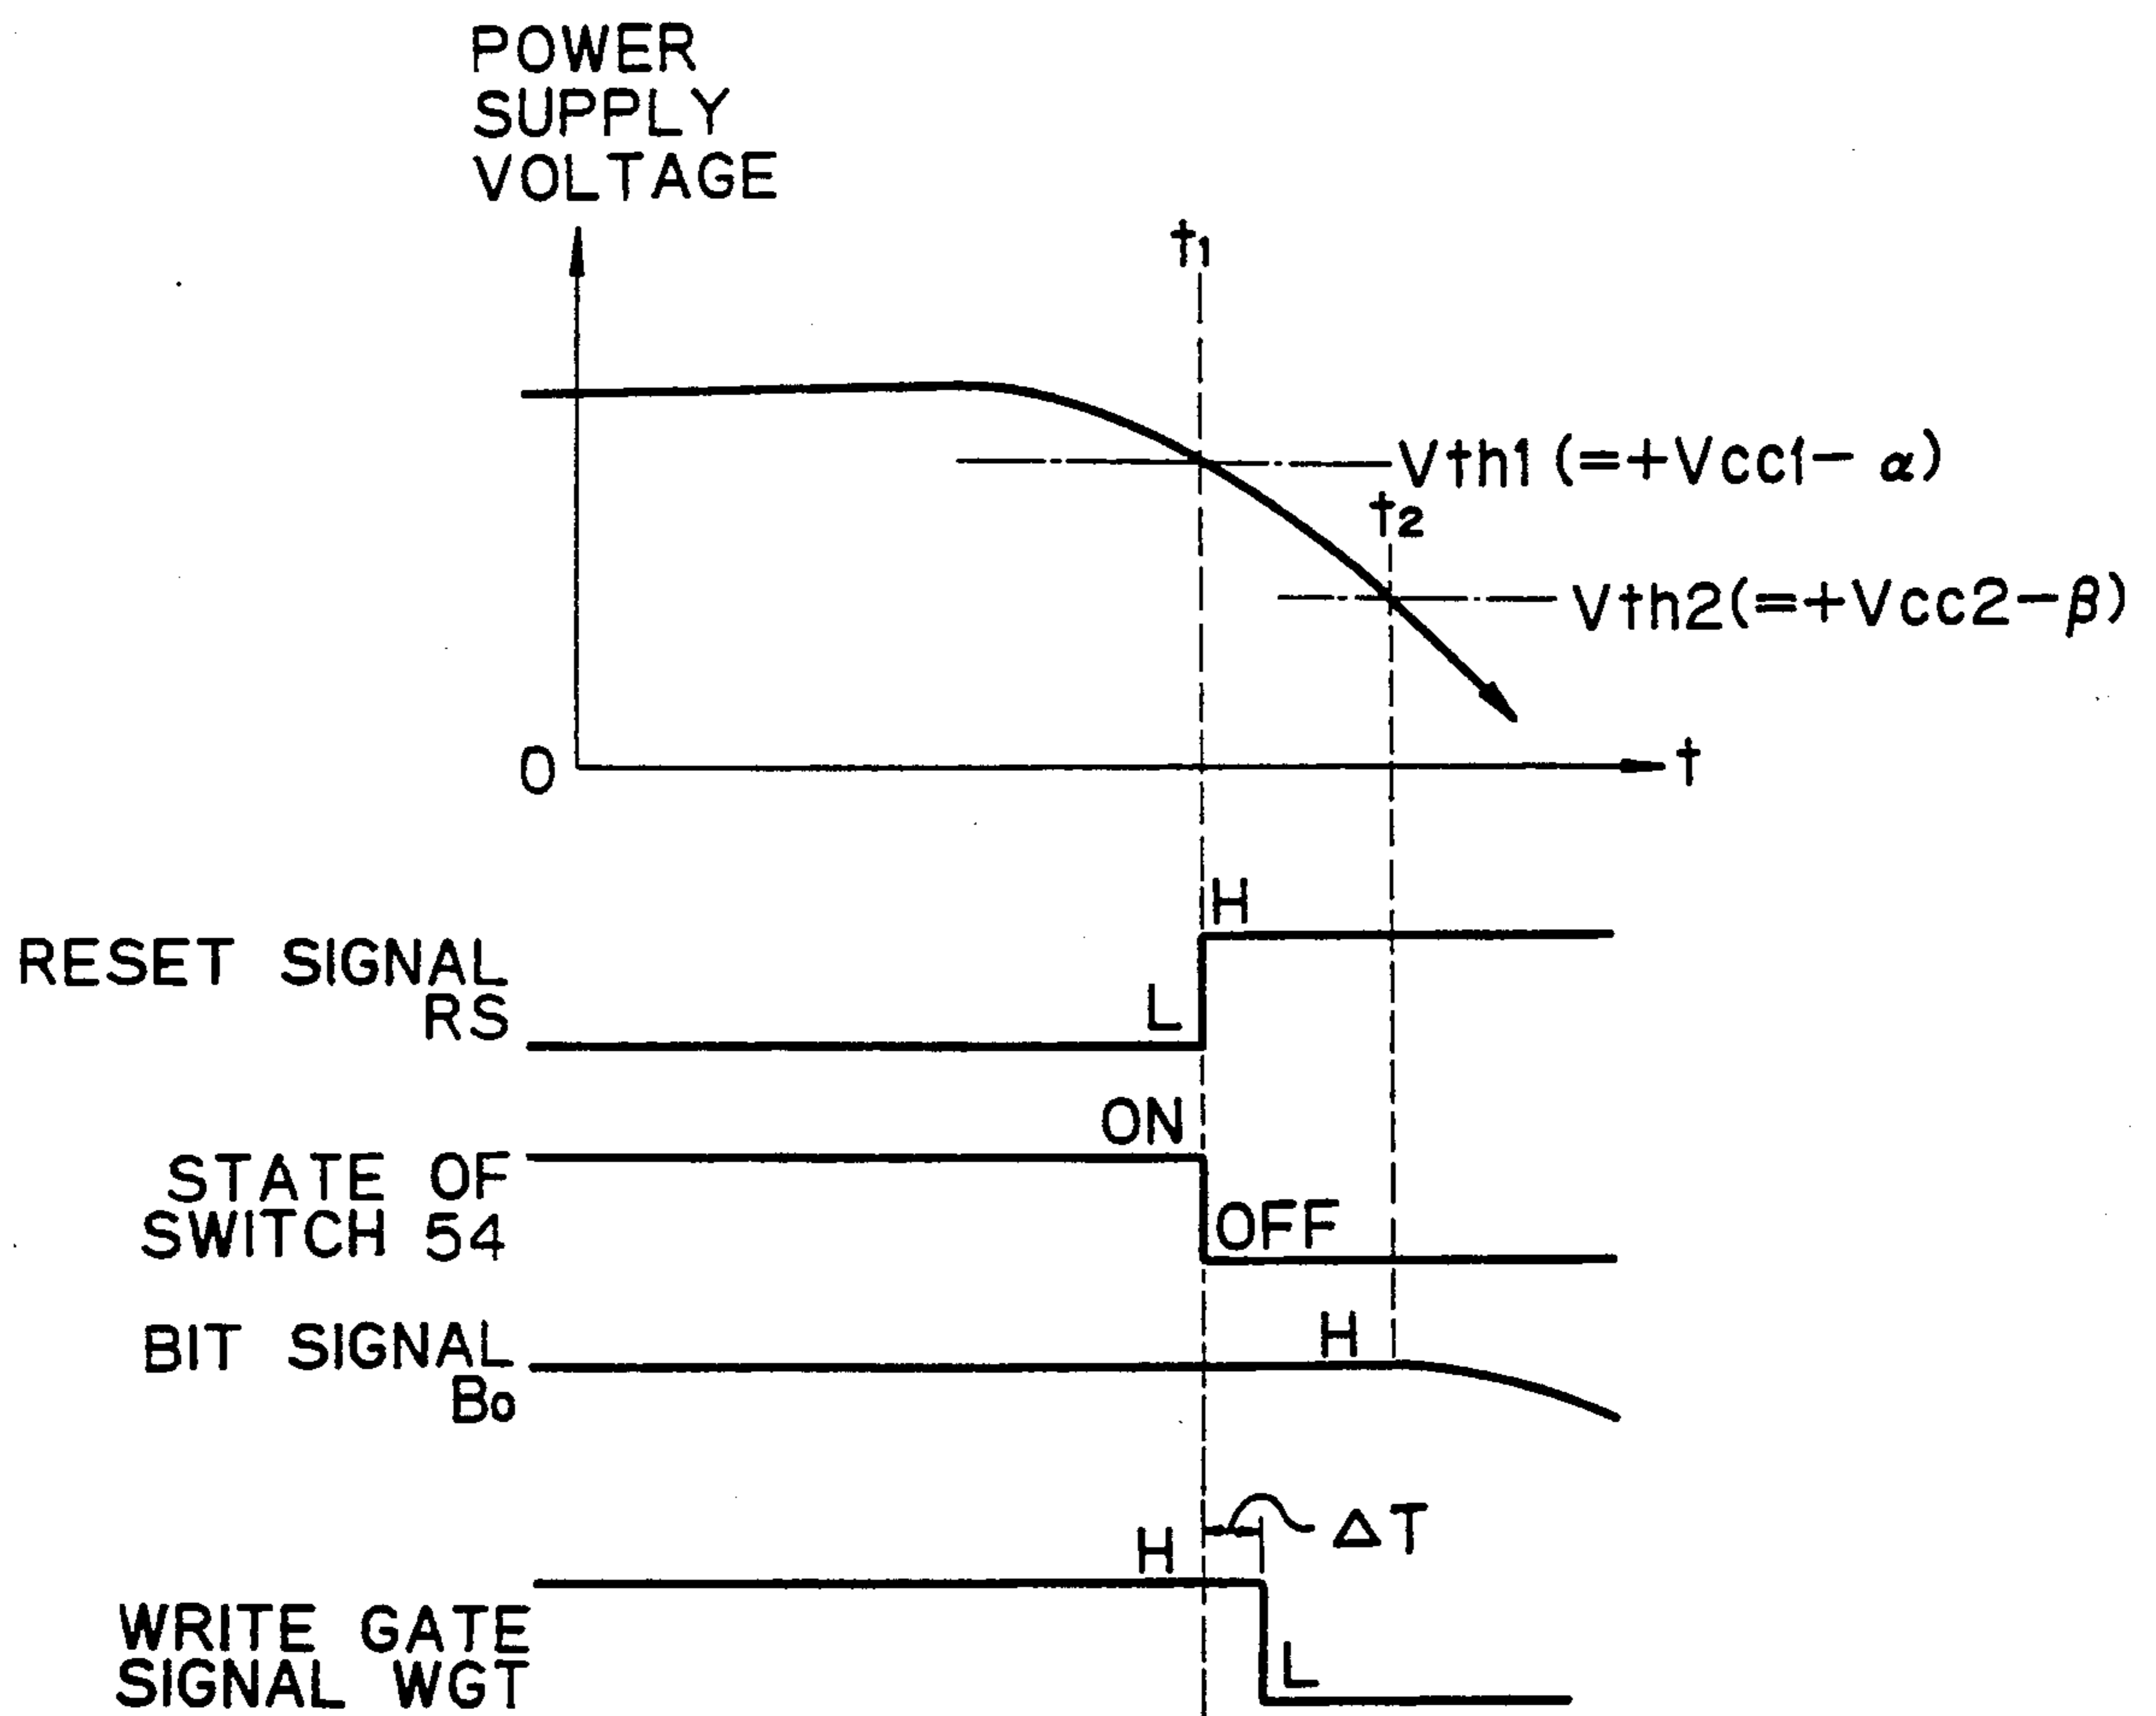 POWER
SUPPLY
VOLTAGE
t1
Vth1 (=+Vcc1- α)
t2
Vth2(=+Vcc2-β)
0
t
H
RESET SIGNAL
RS
L
ON
STATE OF
SWITCH 54
OFF
H
BIT SIGNAL
B0
ΔT
H
WRITE GATE
SIGNAL WGT
L